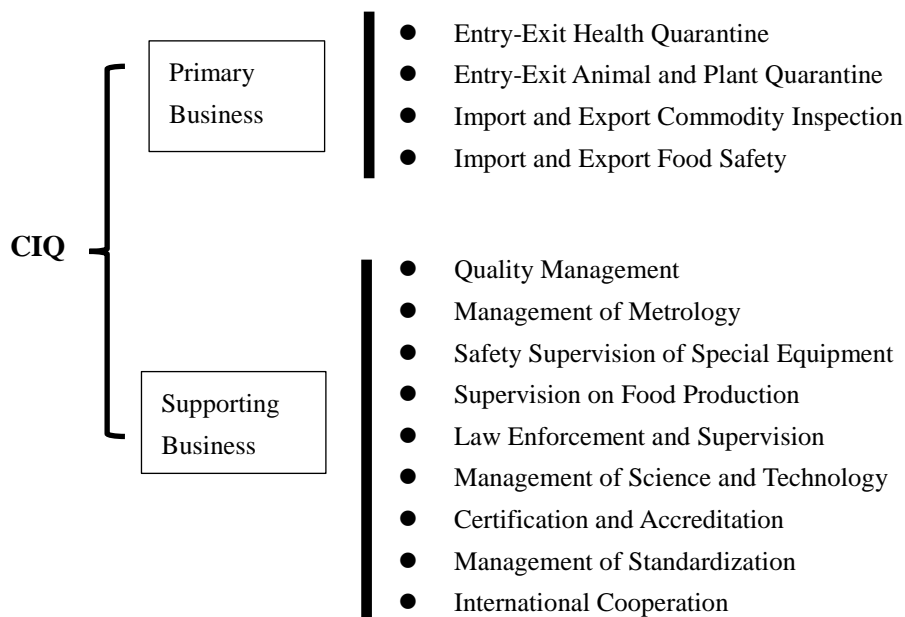 CIQ
Primary
Business
● Entry-Exit Health Quarantine
● Entry-Exit Animal and Plant Quarantine
● Import and Export Commodity Inspection
● Import and Export Food Safety
Supporting
Business
● Quality Management
● Management of Metrology
● Safety Supervision of Special Equipment
● Supervision on Food Production
● Law Enforcement and Supervision
● Management of Science and Technology
● Certification and Accreditation
● Management of Standardization
● International Cooperation